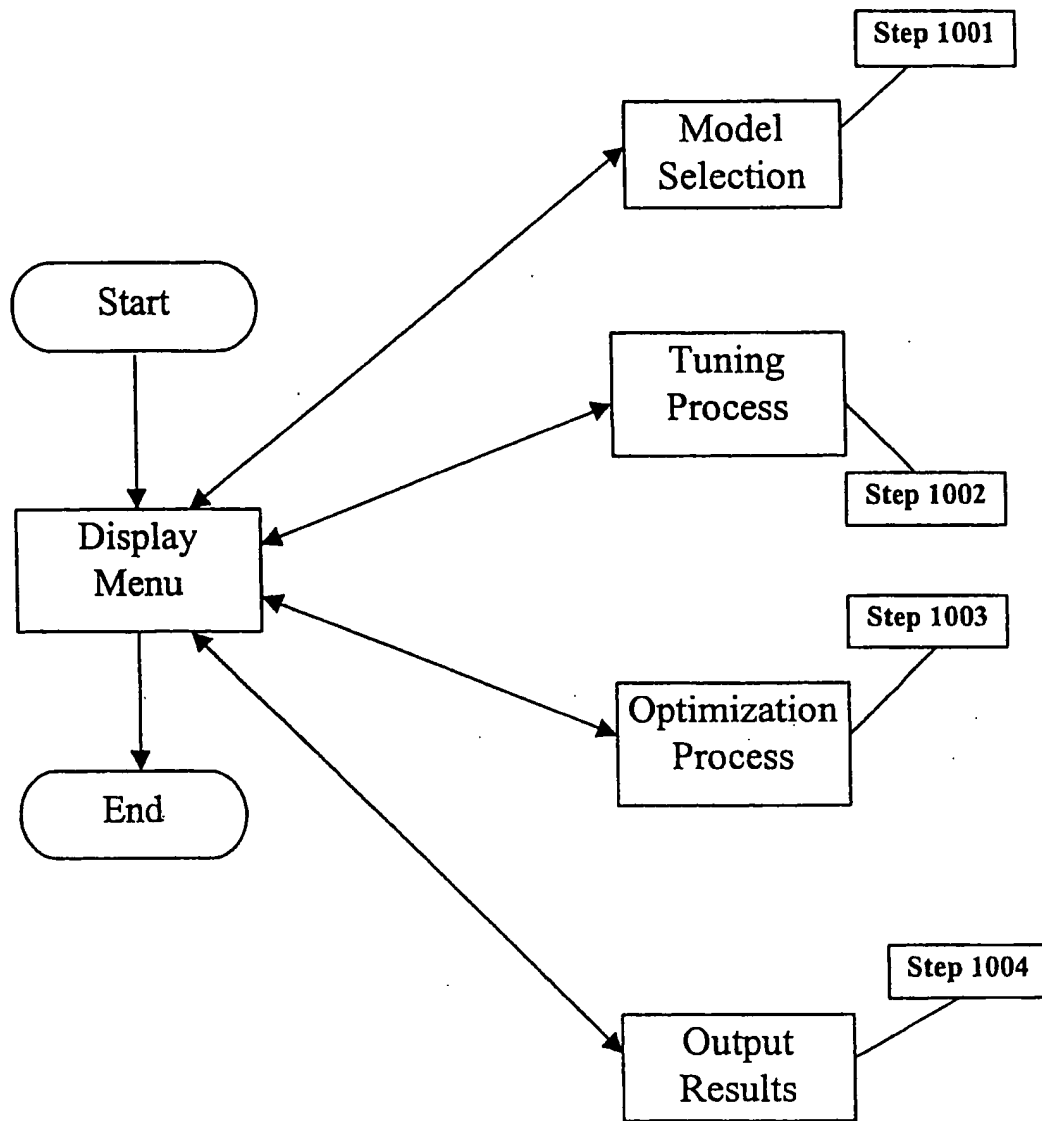 Step 1001
Model
Selection
Start
Tuning
Process
Step 1002
Display
Menu
Step 1003
Optimization
Process
End
Step 1004
Output
Results